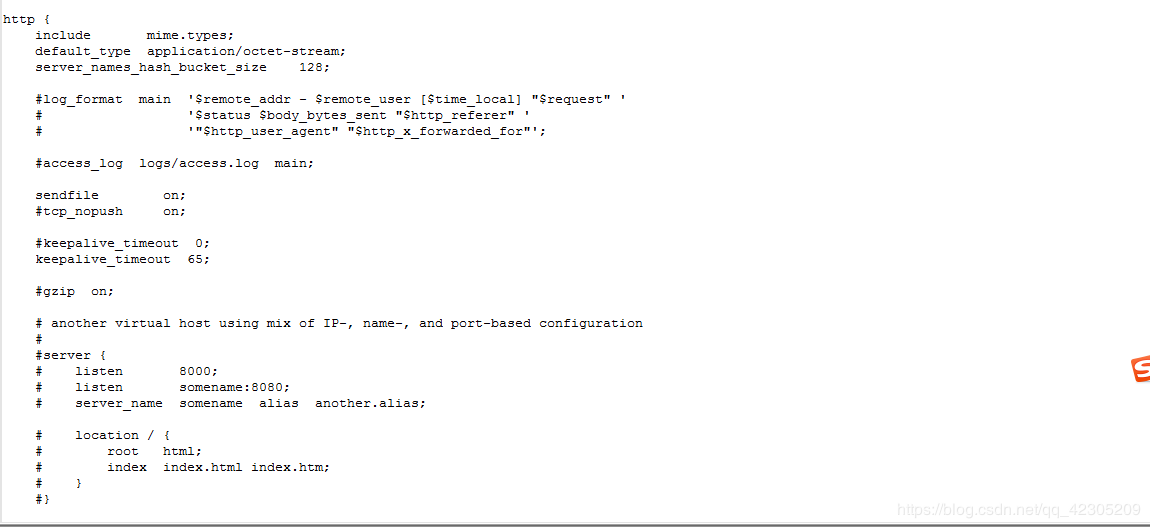 http {
    include       mime.types;
    default_type  application/octet-stream;
    server_names_hash_bucket_size    128;
    #log_format  main  '$remote_addr - $remote_user [$time_local] "$request" '
    #                  '$status $body_bytes_sent "$http_referer" '
    #                  '"$http_user_agent" "$http_x_forwarded_for"';
    #access_log  logs/access.log  main;
    sendfile        on;
    #tcp_nopush     on;
    #keepalive_timeout  0;
    keepalive_timeout  65;
    #gzip  on;
    # another virtual host using mix of IP-, name-, and port-based configuration
    #
    #server {
    #    listen       8000;
    #    listen       somename:8080;
    #    server_name  somename  alias  another.alias;
    #    location / {
    #        root   html;
    #        index  index.html index.htm;
    #    }
    #}
S
https://blog.csdn.net/qq_42305209